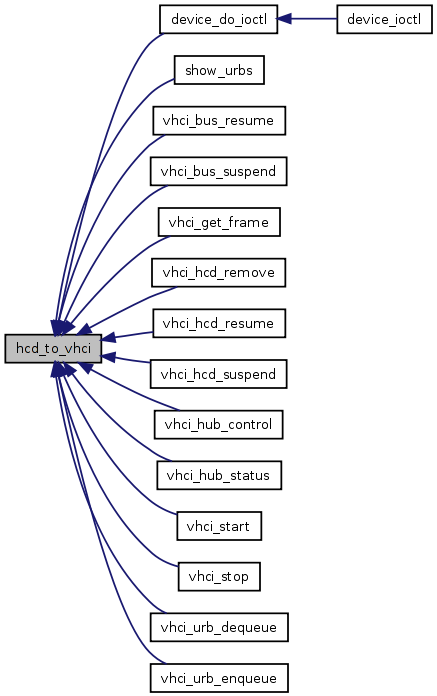 device_do_ioctl
device_ioctl
show_urbs
vhci_bus_resume
vhci_bus_suspend
vhci_get_frame
vhci_hcd_remove
vhci_hcd_resume
hcd_to_vhci
vhci_hcd_suspend
vhci_hub_control
vhci_hub_status
vhci_start
vhci_stop
vhci_urb_dequeue
vhci_urb_enqueue